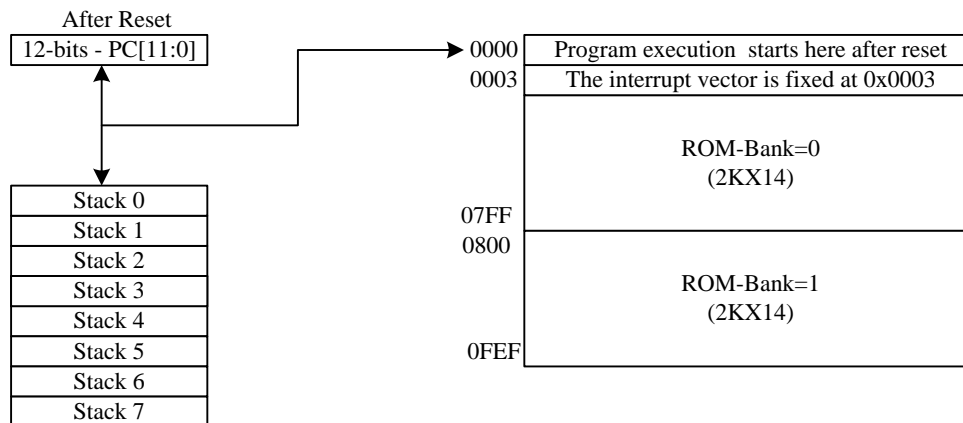 After Reset
12-bits - PC[11:0]
Stack 0
Stack 1
Stack 2
Stack 3
Stack 4
Stack 5
Stack 6
Stack 7
0000
Program execution starts here after reset
0003
The interrupt vector is fixed at 0x0003
ROM-Bank=0
(2KX14)
07FF
0800
ROM-Bank=1
(2KX14)
0FEF